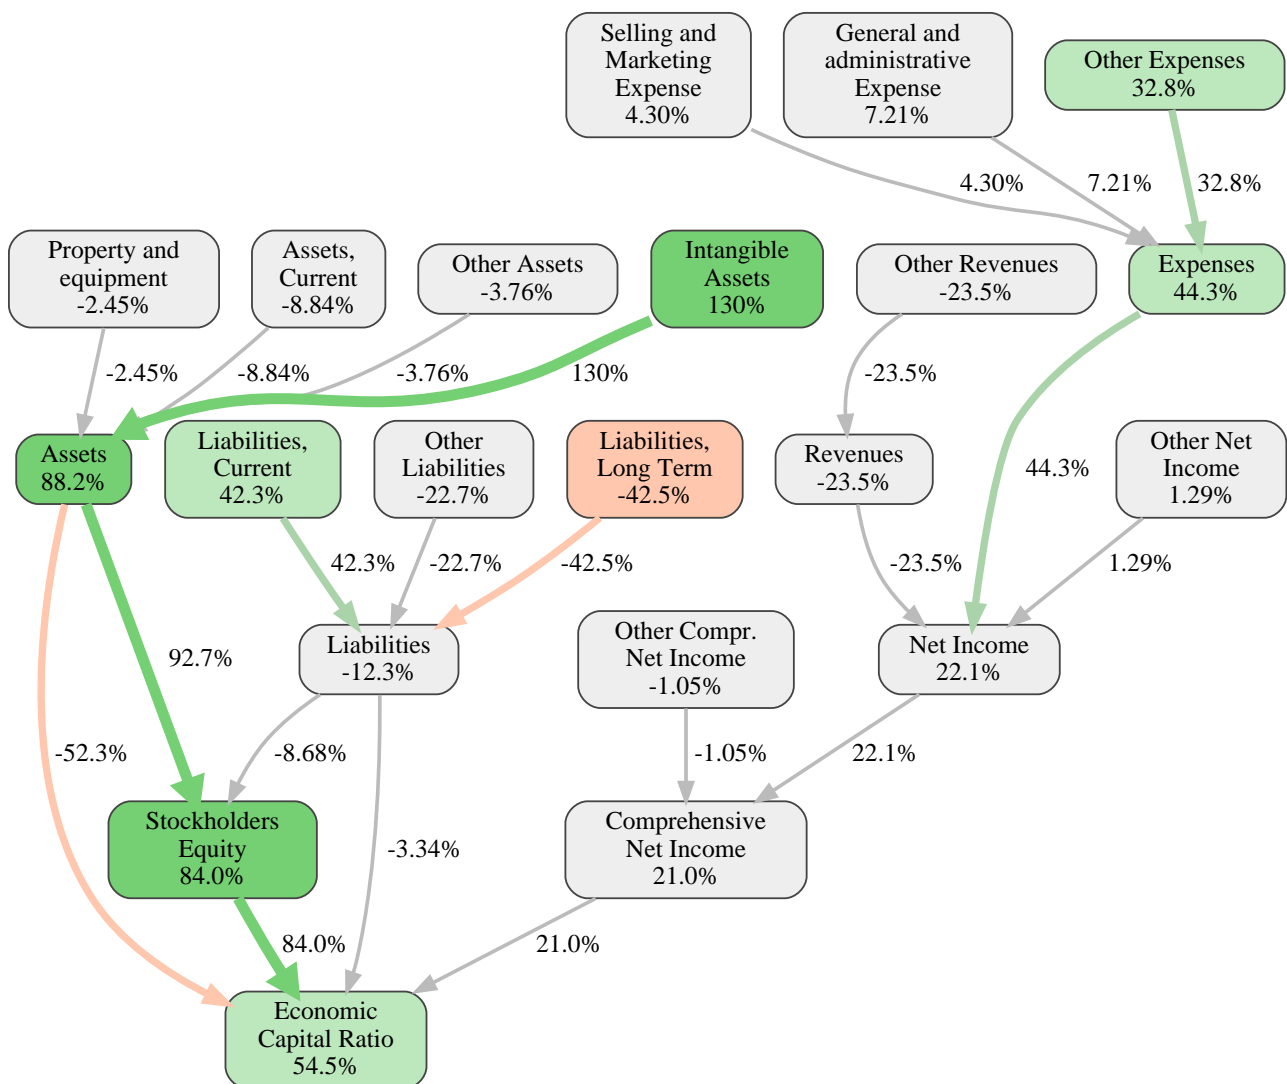 Selling and
Marketing
Expense
4.30%
General and
administrative
Expense
7.21%
Other Expenses
32.8%
4.30%
7.21%
32.8%
Property and
equipment
-2.45%
Assets,
Current
-8.84%
Other Assets
-3.76%
Intangible
Assets
130%
Other Revenues
-23.5%
Expenses
44.3%
-2.45%
-8.84%
-3.76%
130%
-23.5%
Assets
88.2%
Liabilities,
Current
42.3%
Other
Liabilities
-22.7%
Liabilities,
Long Term
-42.5%
Revenues
-23.5%
44.3%
Other Net
Income
1.29%
42.3%
-22.7%
-42.5%
-23.5%
1.29%
Liabilities
-12.3%
Other Compr.
Net Income
-1.05%
Net Income
22.1%
92.7%
-52.3%
-8.68%
-1.05%
22.1%
Stockholders
Equity
84.0%
-3.34%
Comprehensive
Net Income
21.0%
84.0%
21.0%
Economic
Capital Ratio
54.5%